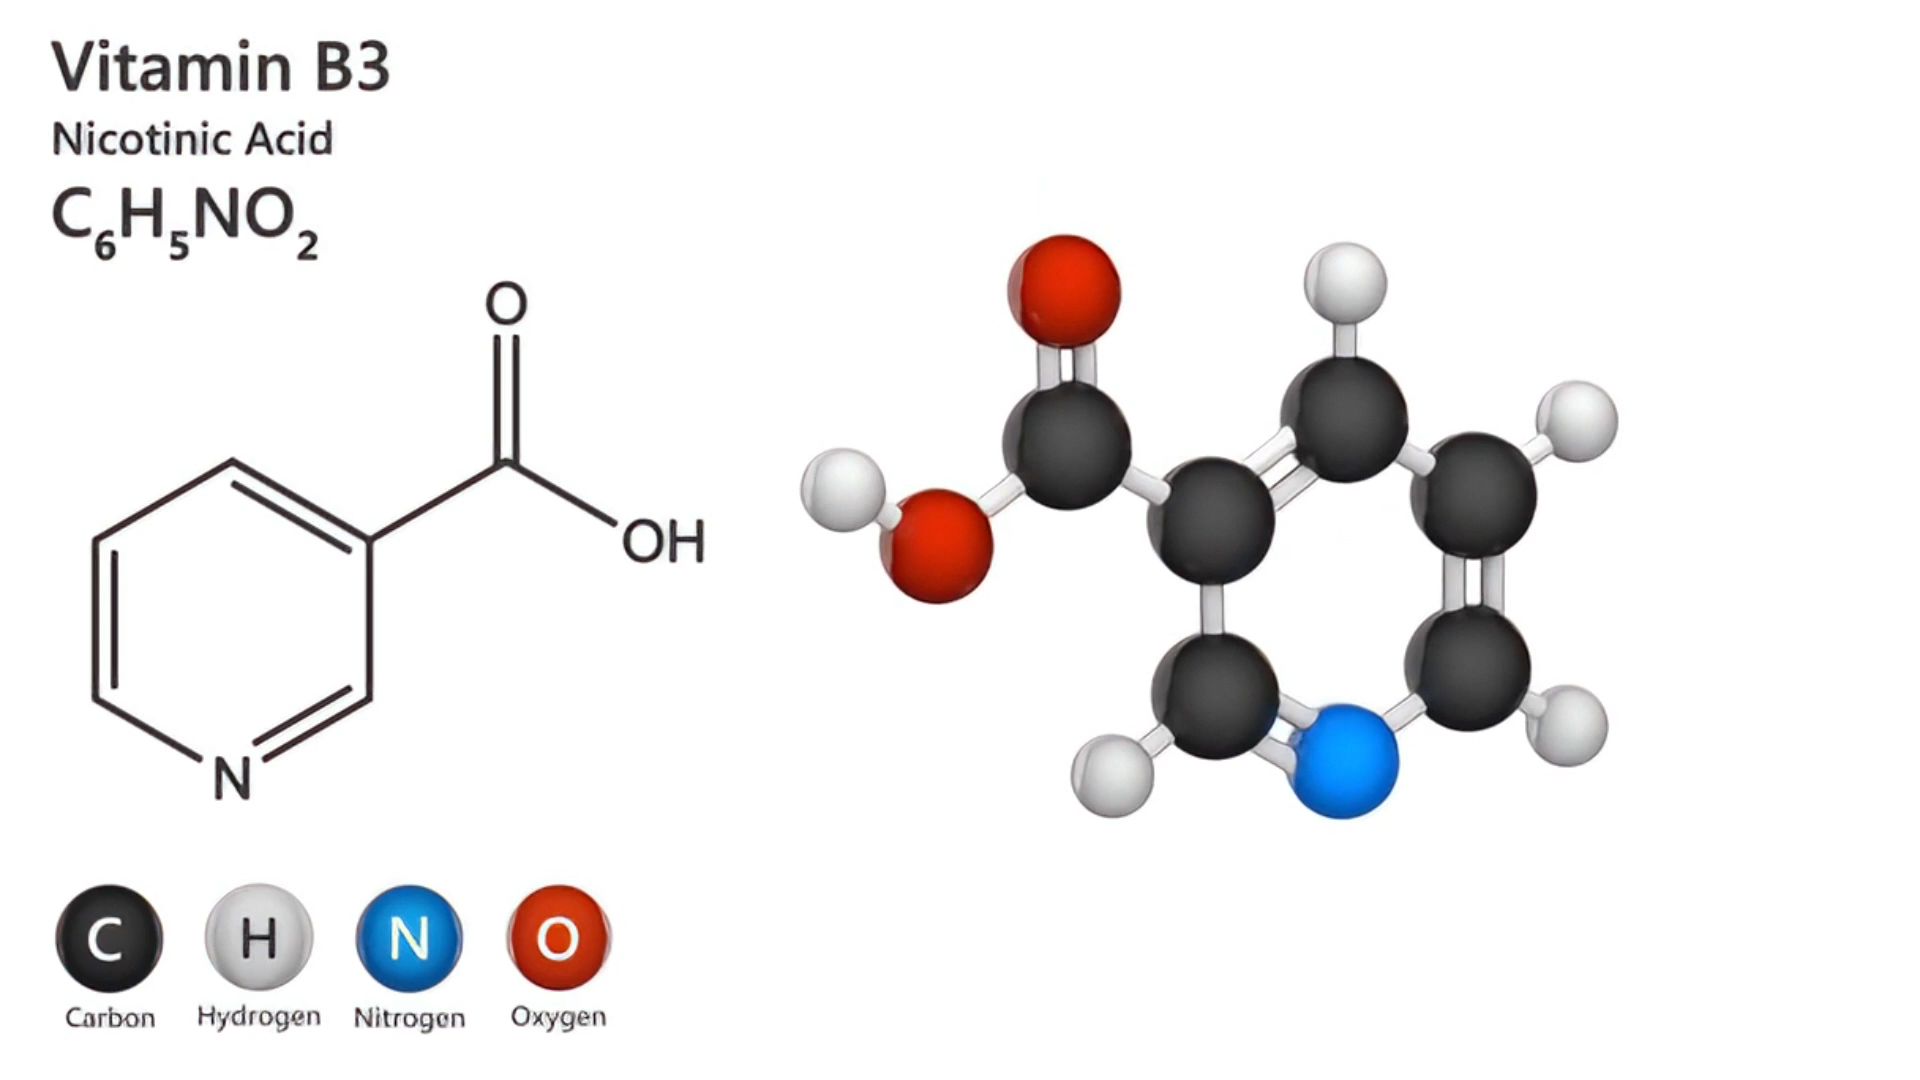 Vitamin B3
Nicotinic Acid
C₆H₅NO₂
O
OH
N
C H N O
Carbon Hydrogen Nitrogen Oxygen